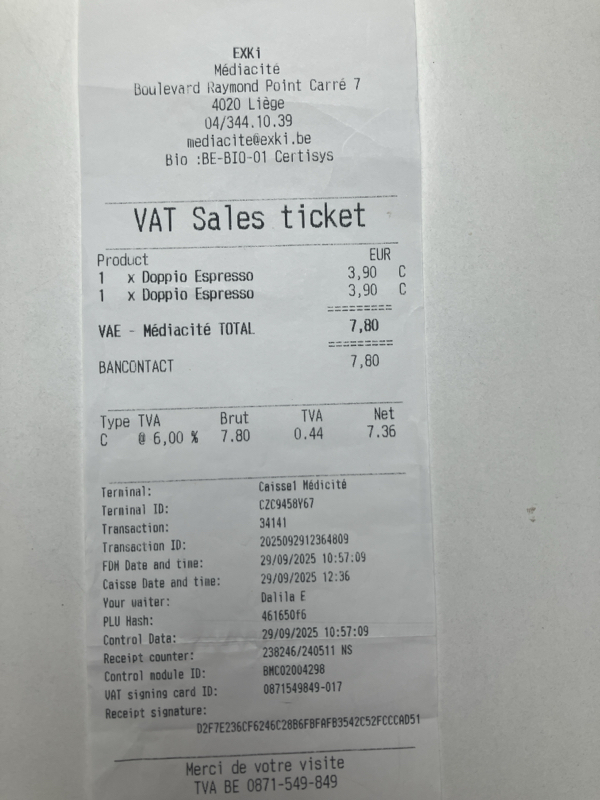 EXKi
Médiacité
Boulevard Raymond Point Carré 7
4020 Liège
04/344.10.39
mediacite@exki.be
Bio :BE-BIO-01 Certisys
VAT Sales ticket
Product EUR
1 x Doppio Espresso 3,90 C
1 x Doppio Espresso 3,90 C
=========
VAE - Médiacité TOTAL 7,80
=========
BANCONTACT 7,80
Type TVA Brut TVA Net
C @ 6,00 % 7.80 0.44 7.36
Terminal: Caisse1 Médicité
Terminal ID: CZC9458Y67
Transaction: 34141
Transaction ID: 2025092912364809
FDM Date and time: 29/09/2025 10:57:09
Caisse Date and time: 29/09/2025 12:36
Your waiter: Dalila E
PLU Hash: 461650f6
Control Data: 29/09/2025 10:57:09
Receipt counter: 238246/240511 NS
Control module ID: BMC02004298
VAT signing card ID: 0871549849-017
Receipt signature:
D2F7E236CF6246C28B6FBFAFB3542C52FCCCAD51
Merci de votre visite
TVA BE 0871-549-849